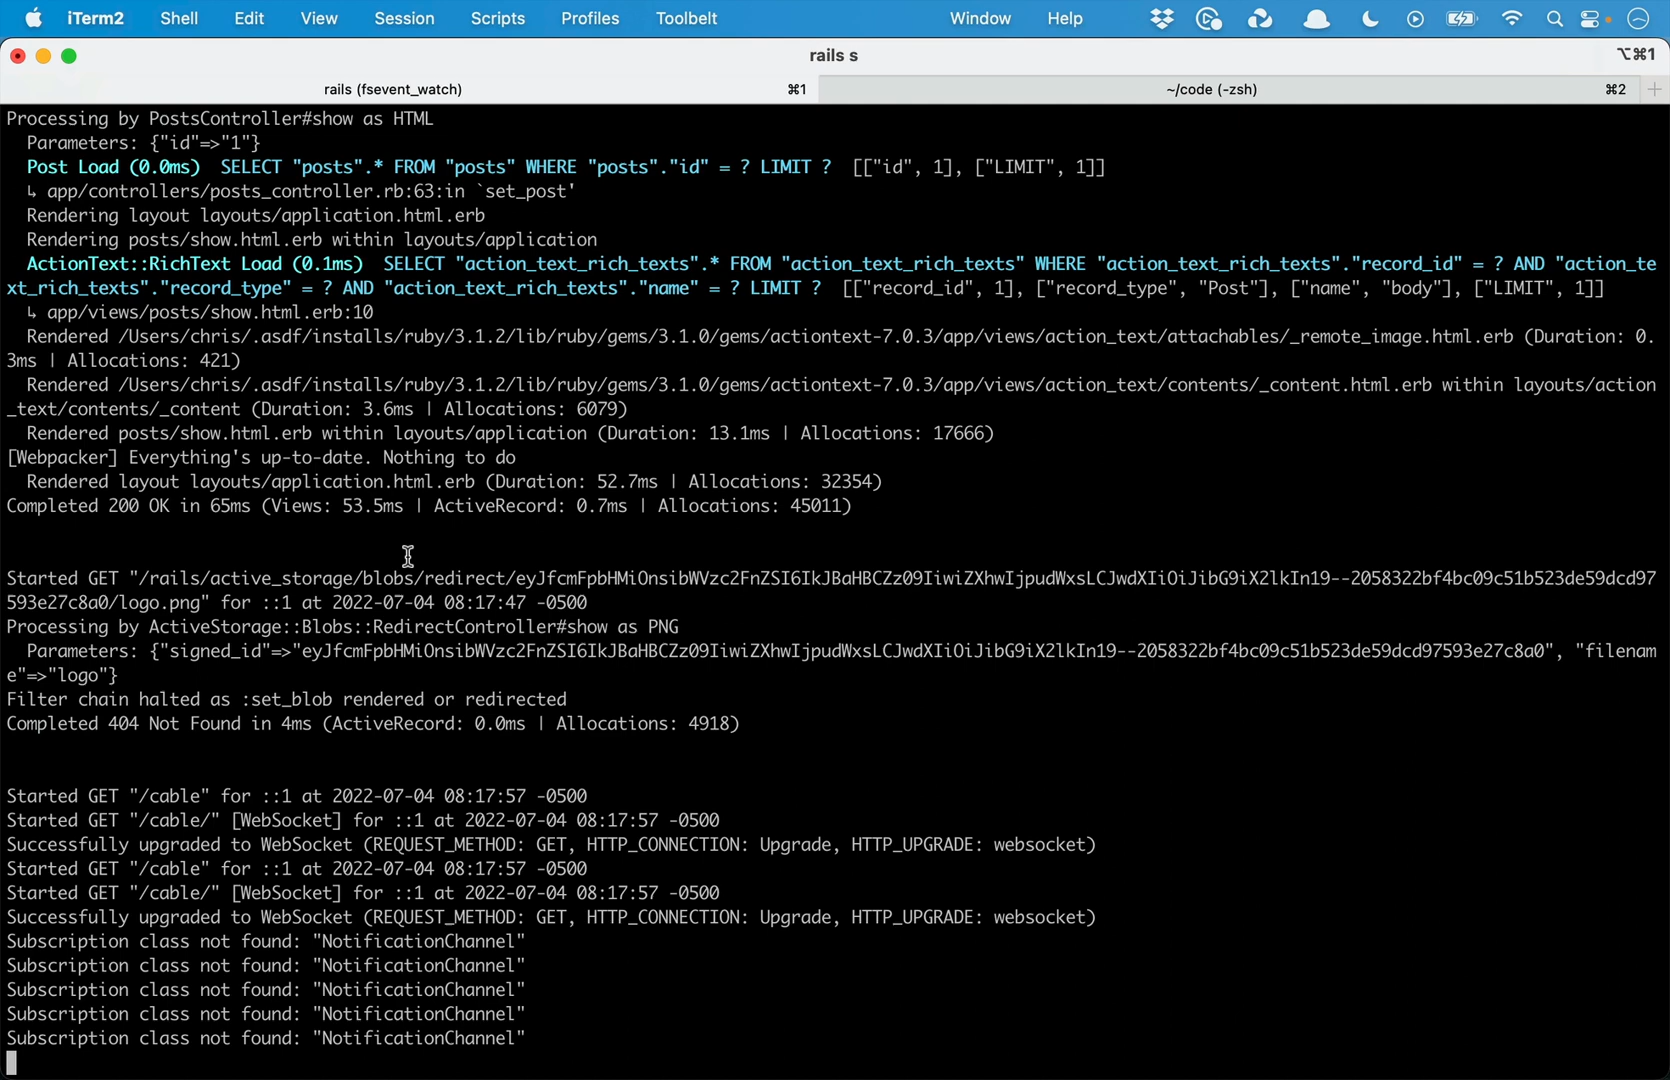 iTerm2 Shell Edit View Session Scripts Profiles Toolbelt Window Help
rails s ⌥⌘1
rails (fsevent_watch) ⌘1 ~/code (-zsh) ⌘2 +
Processing by PostsController#show as HTML
  Parameters: {"id"=>"1"}
  Post Load (0.0ms)  SELECT "posts".* FROM "posts" WHERE "posts"."id" = ? LIMIT ?  [["id", 1], ["LIMIT", 1]]
  ↳ app/controllers/posts_controller.rb:63:in `set_post'
  Rendering layout layouts/application.html.erb
  Rendering posts/show.html.erb within layouts/application
  ActionText::RichText Load (0.1ms)  SELECT "action_text_rich_texts".* FROM "action_text_rich_texts" WHERE "action_text_rich_texts"."record_id" = ? AND "action_te
xt_rich_texts"."record_type" = ? AND "action_text_rich_texts"."name" = ? LIMIT ?  [["record_id", 1], ["record_type", "Post"], ["name", "body"], ["LIMIT", 1]]
  ↳ app/views/posts/show.html.erb:10
  Rendered /Users/chris/.asdf/installs/ruby/3.1.2/lib/ruby/gems/3.1.0/gems/actiontext-7.0.3/app/views/action_text/attachables/_remote_image.html.erb (Duration: 0.
3ms | Allocations: 421)
  Rendered /Users/chris/.asdf/installs/ruby/3.1.2/lib/ruby/gems/3.1.0/gems/actiontext-7.0.3/app/views/action_text/contents/_content.html.erb within layouts/action
_text/contents/_content (Duration: 3.6ms | Allocations: 6079)
  Rendered posts/show.html.erb within layouts/application (Duration: 13.1ms | Allocations: 17666)
[Webpacker] Everything's up-to-date. Nothing to do
  Rendered layout layouts/application.html.erb (Duration: 52.7ms | Allocations: 32354)
Completed 200 OK in 65ms (Views: 53.5ms | ActiveRecord: 0.7ms | Allocations: 45011)
Started GET "/rails/active_storage/blobs/redirect/eyJfcmFpbHMiOnsibWVzc2FnZSI6IkJBaHBCZz09IiwiZXhwIjpudWxsLCJwdXIiOiJibG9iX2lkIn19--2058322bf4bc09c51b523de59dcd97
593e27c8a0/logo.png" for ::1 at 2022-07-04 08:17:47 -0500
Processing by ActiveStorage::Blobs::RedirectController#show as PNG
  Parameters: {"signed_id"=>"eyJfcmFpbHMiOnsibWVzc2FnZSI6IkJBaHBCZz09IiwiZXhwIjpudWxsLCJwdXIiOiJibG9iX2lkIn19--2058322bf4bc09c51b523de59dcd97593e27c8a0", "filenam
e"=>"logo"}
Filter chain halted as :set_blob rendered or redirected
Completed 404 Not Found in 4ms (ActiveRecord: 0.0ms | Allocations: 4918)
Started GET "/cable" for ::1 at 2022-07-04 08:17:57 -0500
Started GET "/cable/" [WebSocket] for ::1 at 2022-07-04 08:17:57 -0500
Successfully upgraded to WebSocket (REQUEST_METHOD: GET, HTTP_CONNECTION: Upgrade, HTTP_UPGRADE: websocket)
Started GET "/cable" for ::1 at 2022-07-04 08:17:57 -0500
Started GET "/cable/" [WebSocket] for ::1 at 2022-07-04 08:17:57 -0500
Successfully upgraded to WebSocket (REQUEST_METHOD: GET, HTTP_CONNECTION: Upgrade, HTTP_UPGRADE: websocket)
Subscription class not found: "NotificationChannel"
Subscription class not found: "NotificationChannel"
Subscription class not found: "NotificationChannel"
Subscription class not found: "NotificationChannel"
Subscription class not found: "NotificationChannel"